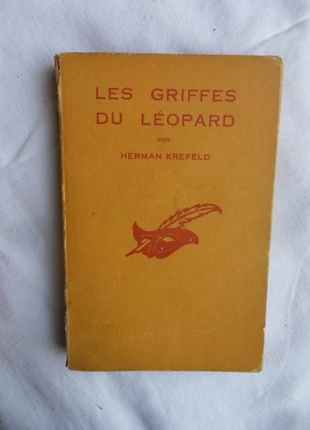 LES GRIFFES
DU LÉOPARD
PAR
HERMAN KREFELD